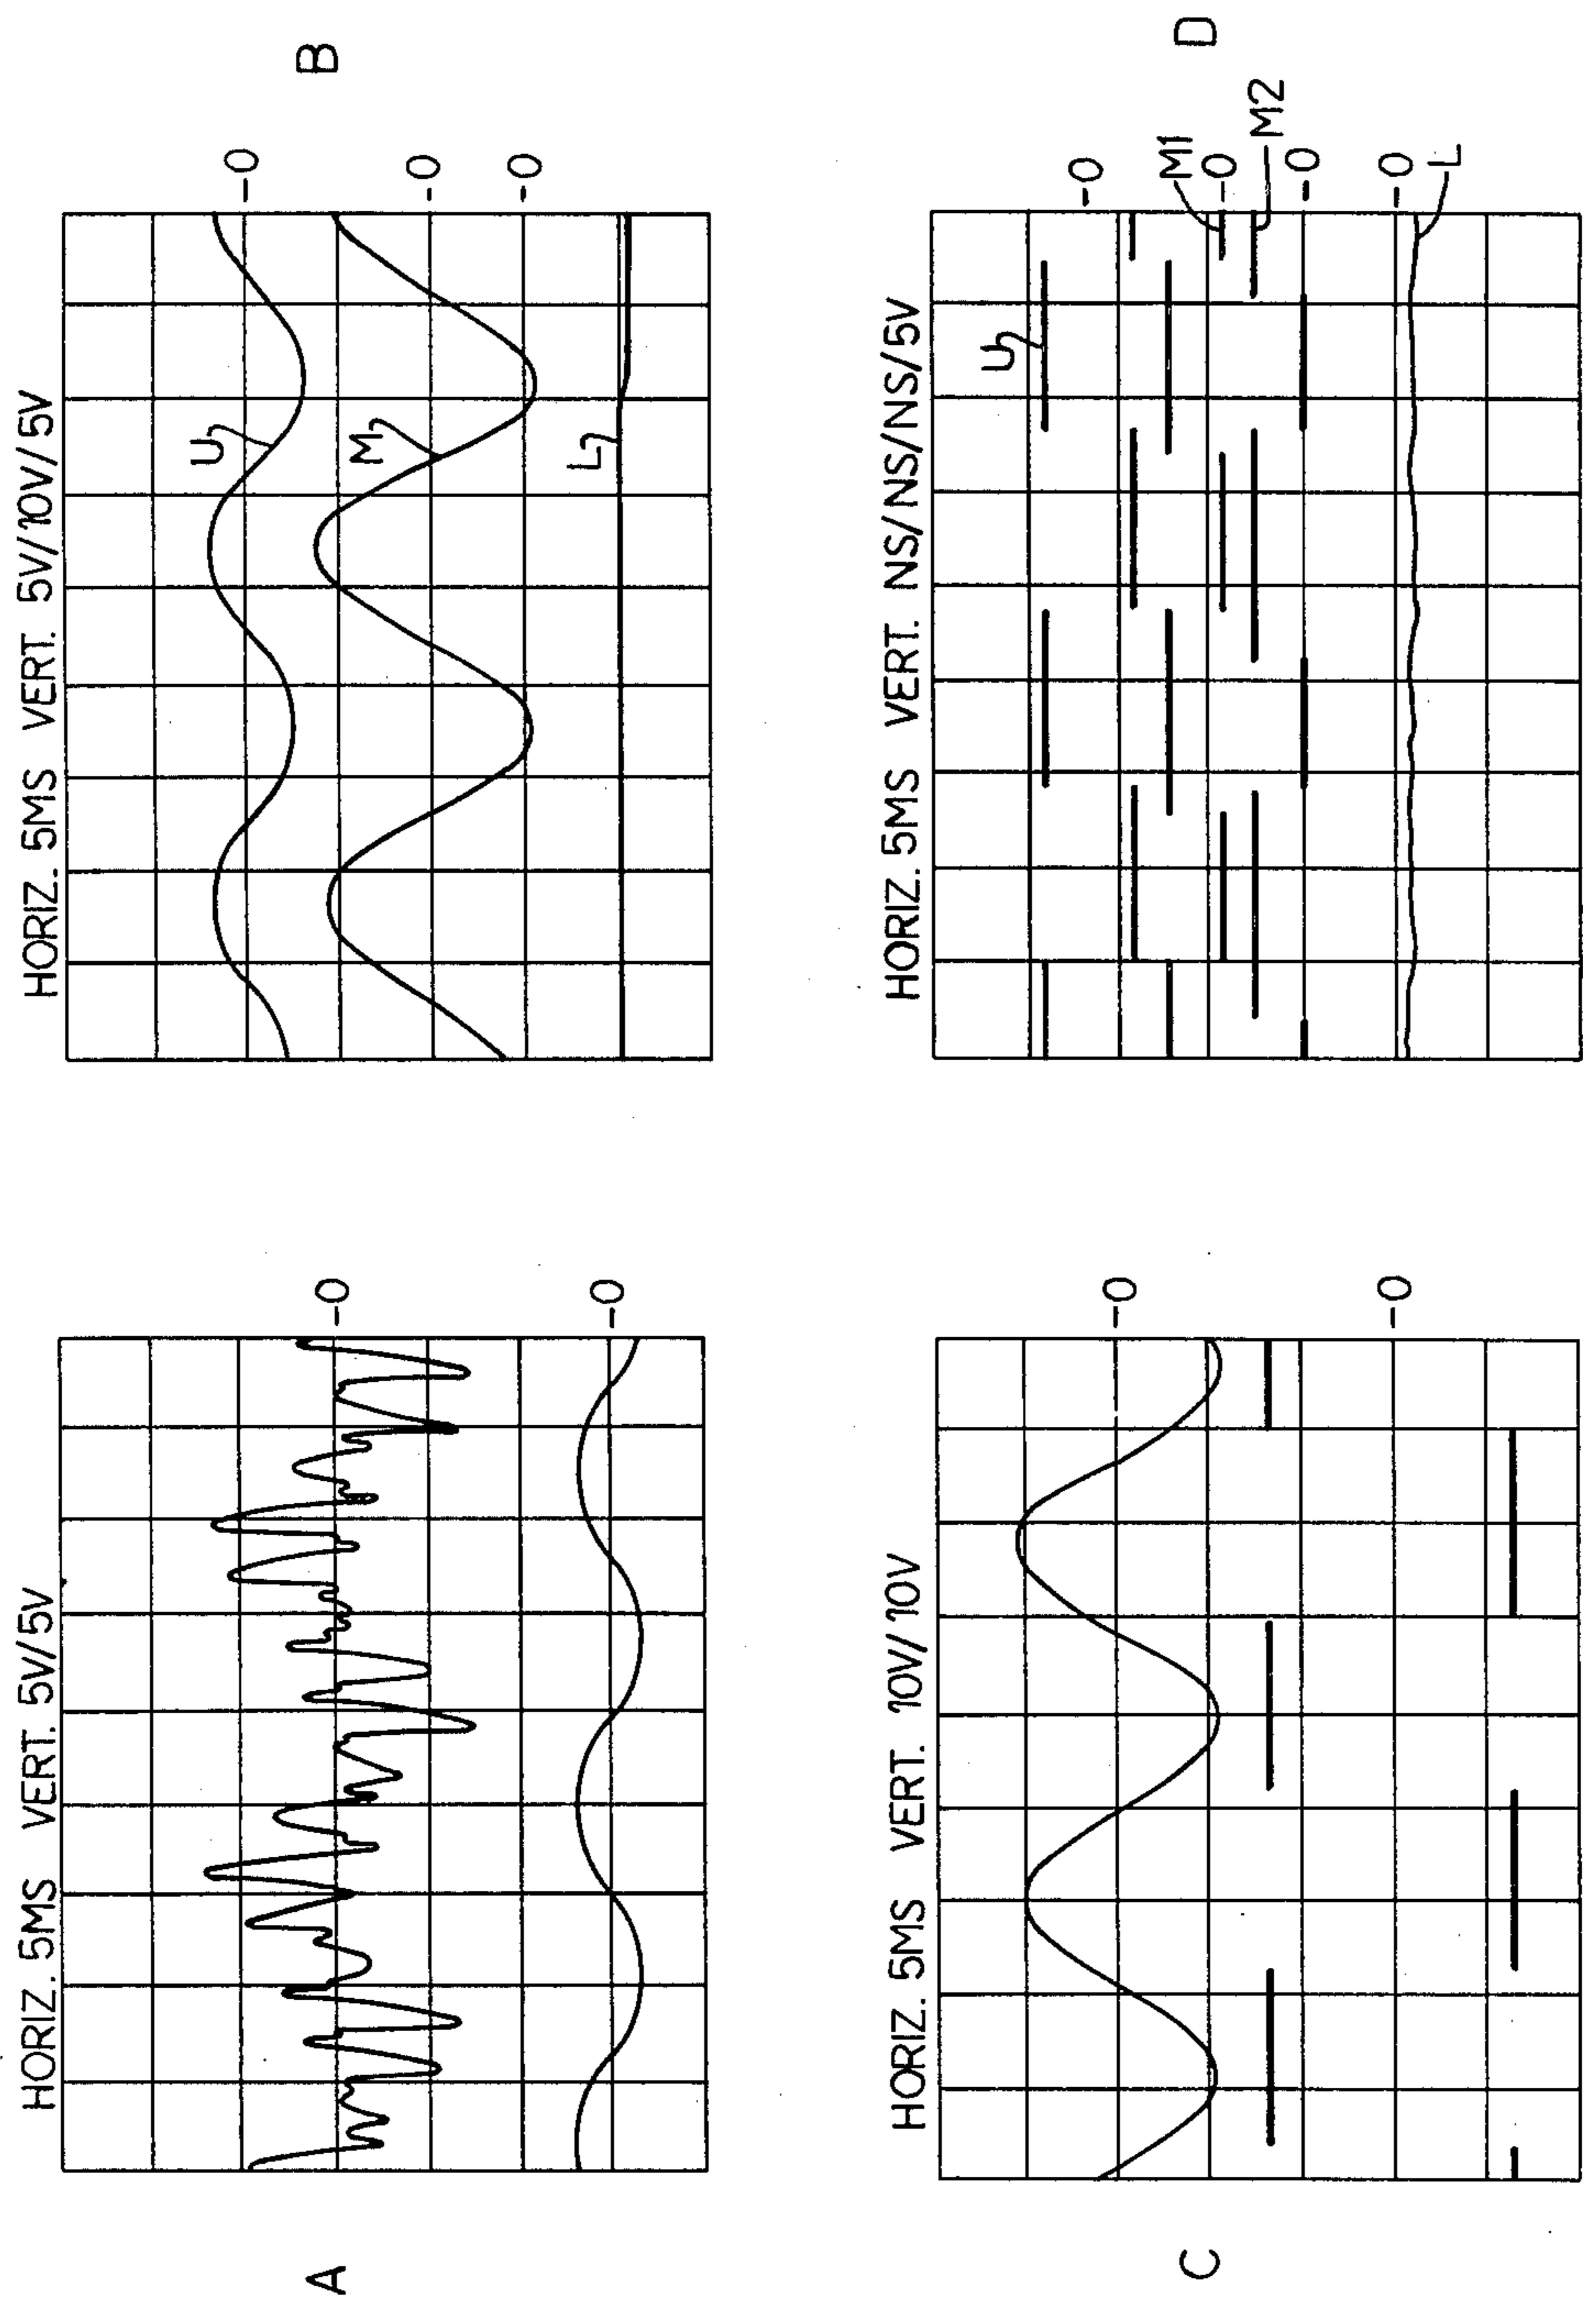 A
HORIZ. 5MS VERT. 5V/5V
-0
-0
HORIZ. 5MS VERT. 5V/10V/5V
B
U
M
L
-0
-0
-0
C
HORIZ. 5MS VERT. 10V/10V
-0
-0
HORIZ. 5MS VERT. NS/NS/NS/5V
D
U
-0
M1
-0
M2
-0
-0
L